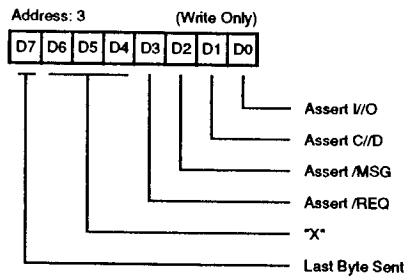 Address: 3 (Write Only)
D7 D6 D5 D4 D3 D2 D1 D0
Assert I//O
Assert C//D
Assert /MSG
Assert /REQ
"X"
Last Byte Sent